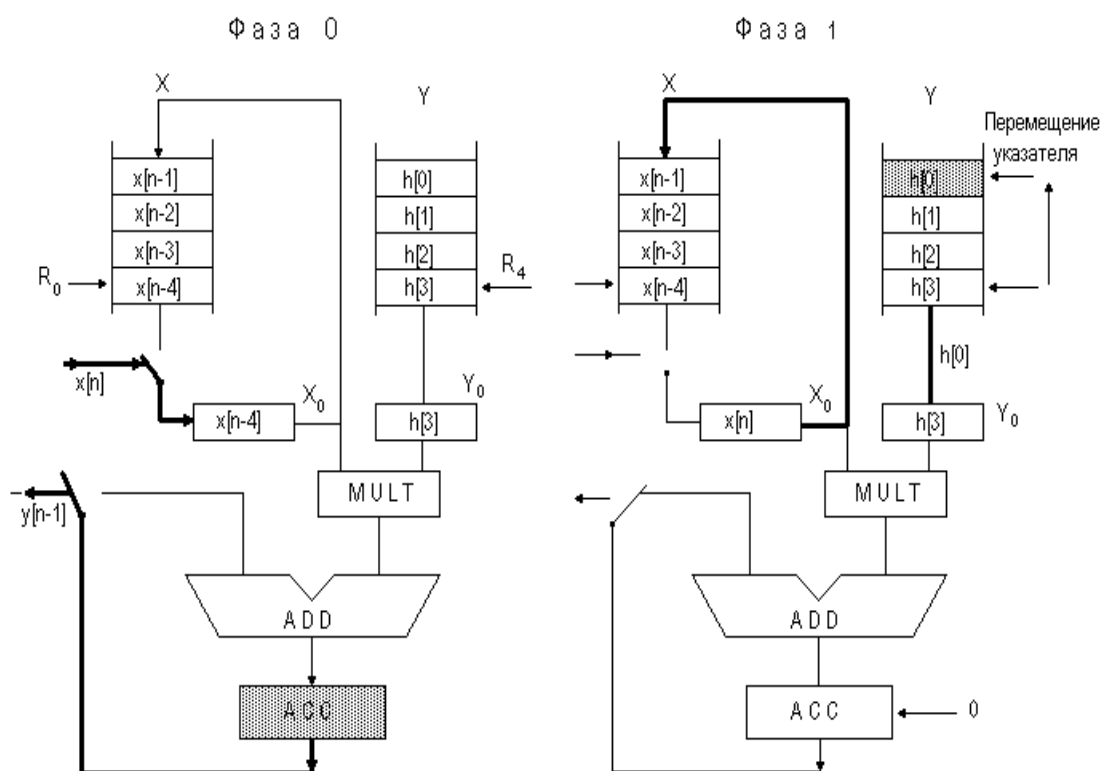 Фаза 0
X
Y
x[n-1]
x[n-2]
x[n-3]
x[n-4]
h[0]
h[1]
h[2]
h[3]
R0
R4
x[n]
X0
x[n-4]
Y0
h[3]
MULT
y[n-1]
ADD
ACC
Фаза 1
X
Y
Перемещение
указателя
x[n-1]
x[n-2]
x[n-3]
x[n-4]
h[0]
h[1]
h[2]
h[3]
h[0]
X0
x[n]
h[3]
Y0
MULT
ADD
ACC
0